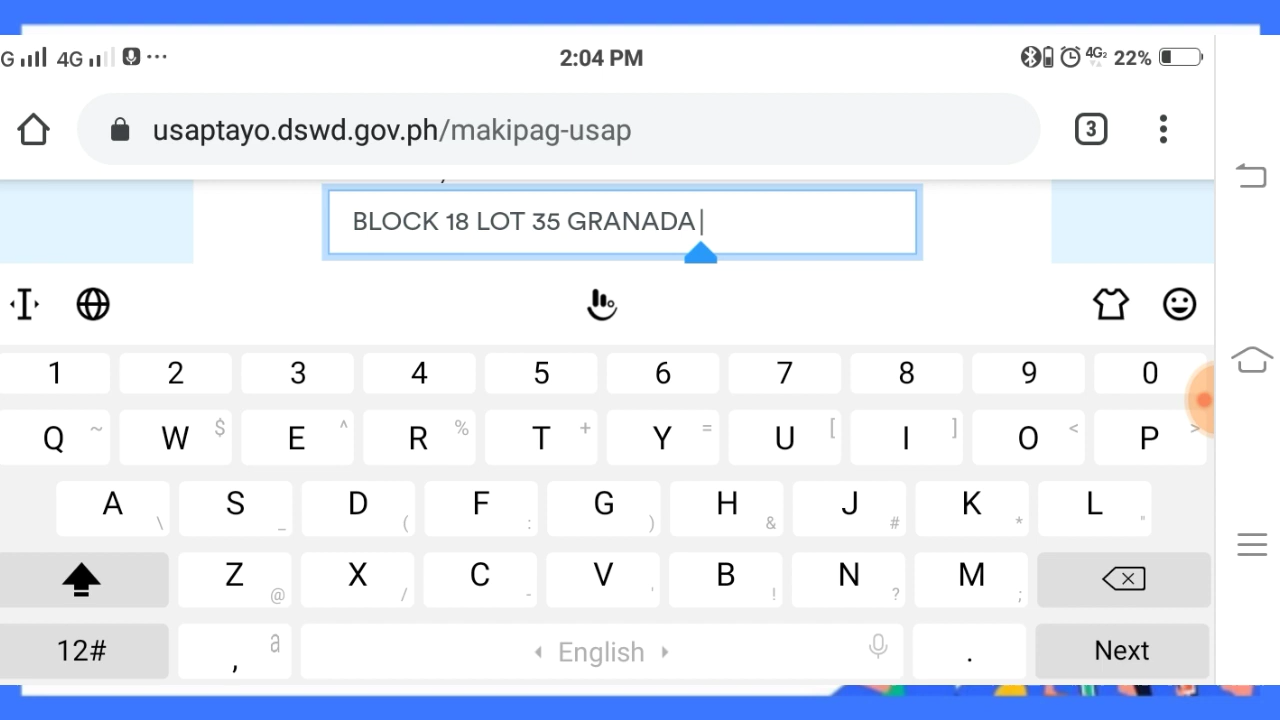 G 4G ... 2:04 PM 4G2 22%
usaptayo.dswd.gov.ph/makipag-usap 3
BLOCK 18 LOT 35 GRANADA
1 2 3 4 5 6 7 8 9 0
Q ~ W $ E ^ R % T + Y = U [ I ] O < P >
A \ S _ D ( F : G ) H & J # K * L "
Z @ X / C - V ' B ! N ? M ;
12# , a English . Next